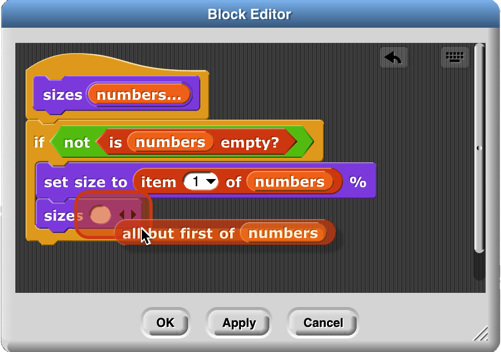 Block Editor
sizes numbers...
if not is numbers empty?
set size to item 1 of numbers %
sizes
all but first of numbers
OK Apply Cancel